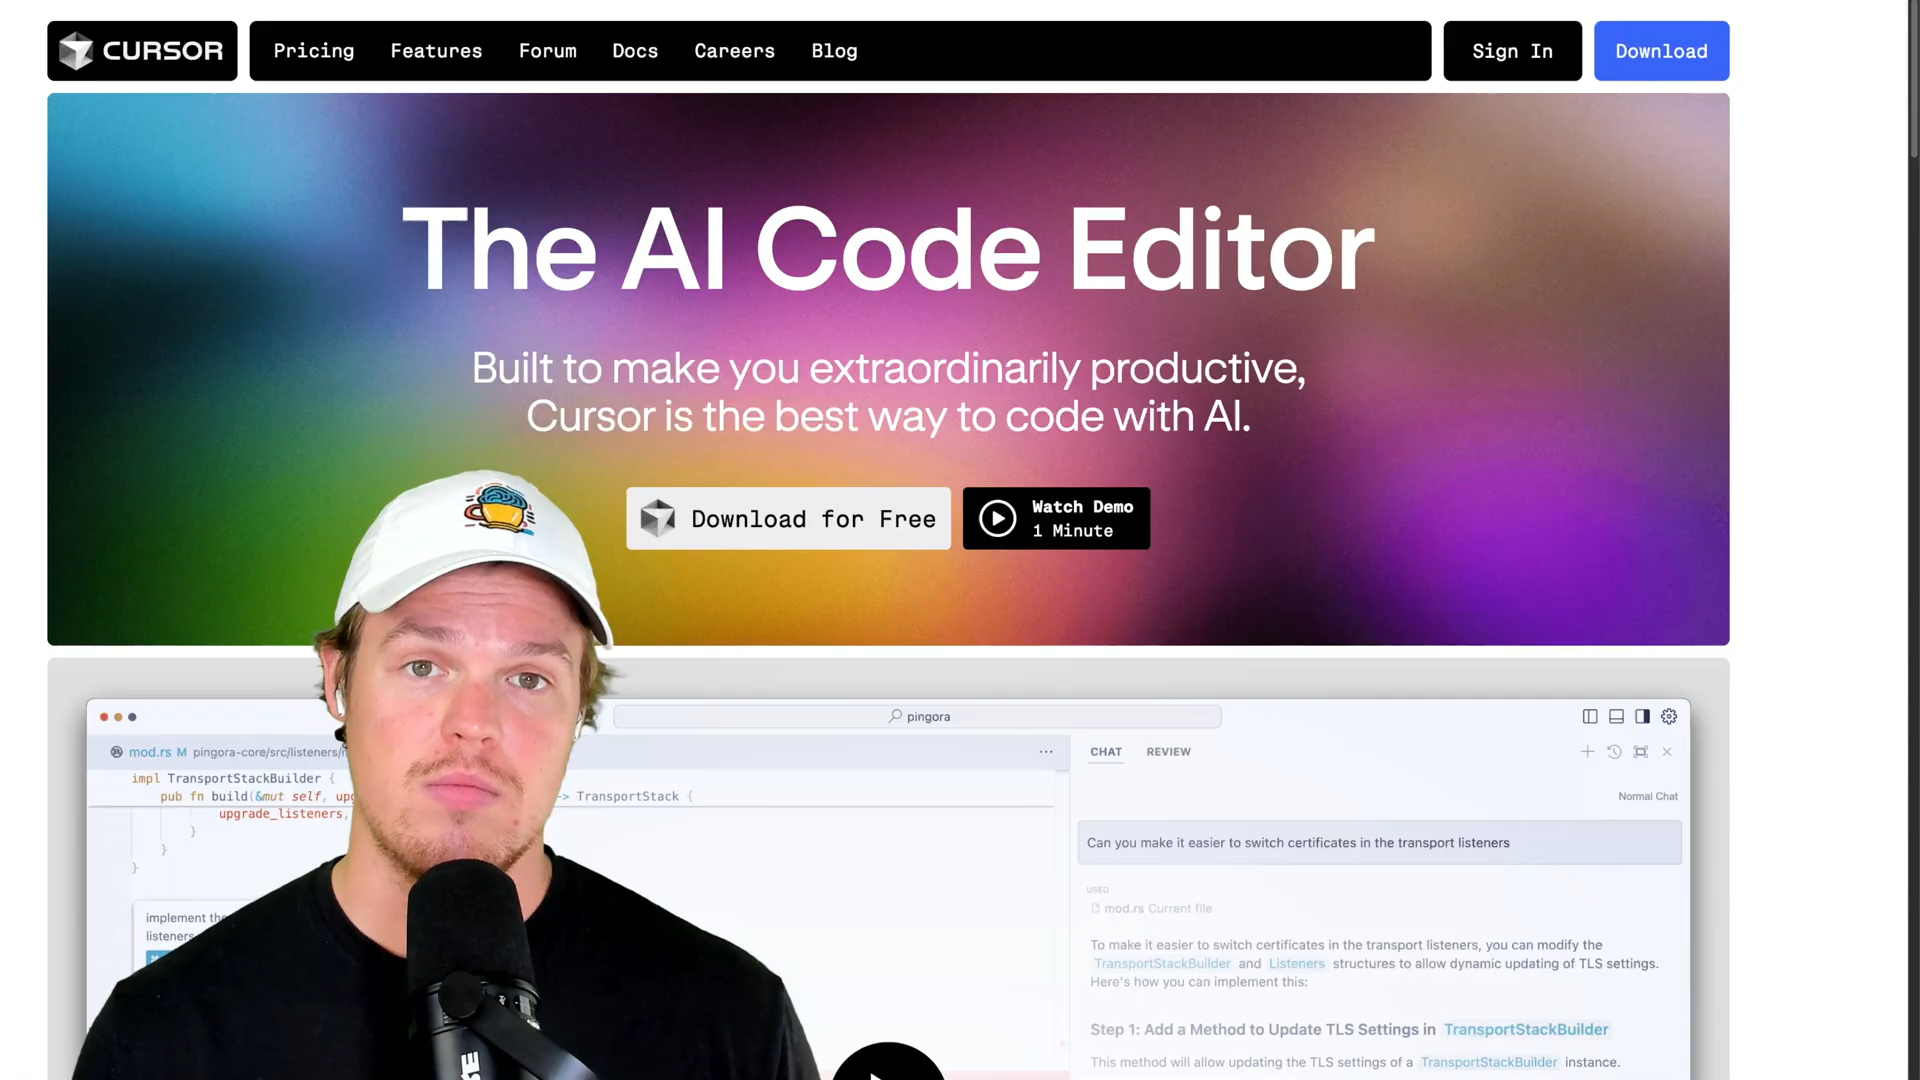 CURSOR
Pricing Features Forum Docs Careers Blog
Sign In
Download
The AI Code Editor
Built to make you extraordinarily productive,
Cursor is the best way to code with AI.
Download for Free
Watch Demo
1 Minute
pingora
mod.rs M pingora-core/src/listeners/
impl TransportStackBuilder {
pub fn build(&mut self, upg
-> TransportStack {
upgrade_listeners,
}
}
}
implement the
listeners
CHAT REVIEW
Normal Chat
Can you make it easier to switch certificates in the transport listeners
USED
mod.rs Current file
To make it easier to switch certificates in the transport listeners, you can modify the
TransportStackBuilder and Listeners structures to allow dynamic updating of TLS settings.
Here's how you can implement this:
Step 1: Add a Method to Update TLS Settings in TransportStackBuilder
This method will allow updating the TLS settings of a TransportStackBuilder instance.